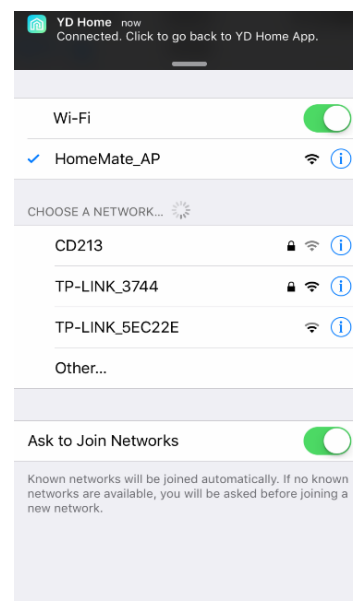 YD Home now
Connected. Click to go back to YD Home App.
Wi-Fi
HomeMate_AP
CHOOSE A NETWORK...
CD213
TP-LINK_3744
TP-LINK_5EC22E
Other...
Ask to Join Networks
Known networks will be joined automatically. If no known
networks are available, you will be asked before joining a
new network.